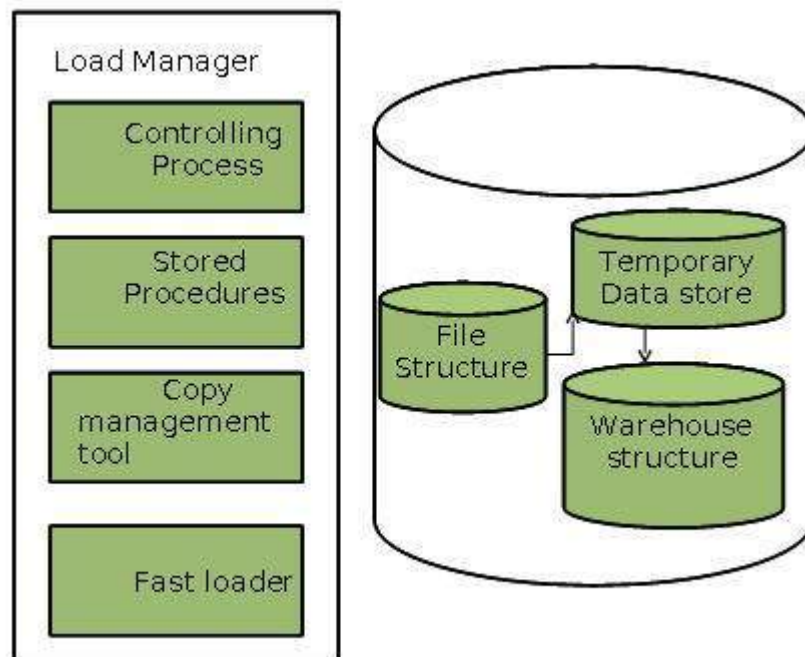 Load Manager
Controlling
Process
Stored
Procedures
Copy
management
tool
Fast loader
File
Structure
Temporary
Data store
Warehouse
structure